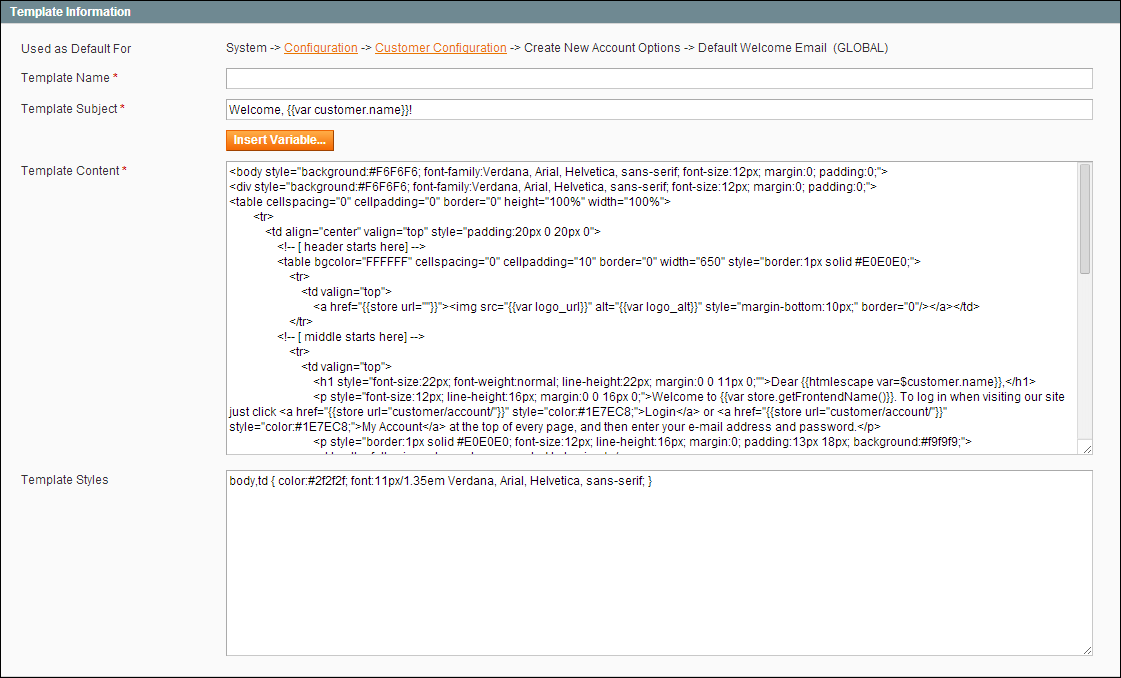 Template Information
Used as Default For System -> Configuration -> Customer Configuration -> Create New Account Options -> Default Welcome Email (GLOBAL)
Template Name *
Template Subject * Welcome, {{var customer.name}}!
Insert Variable...
Template Content * <body style="background:#F6F6F6; font-family:Verdana, Arial, Helvetica, sans-serif; font-size:12px; margin:0; padding:0;">
<div style="background:#F6F6F6; font-family:Verdana, Arial, Helvetica, sans-serif; font-size:12px; margin:0; padding:0;">
<table cellspacing="0" cellpadding="0" border="0" height="100%" width="100%">
<tr>
<td align="center" valign="top" style="padding:20px 0 20px 0">
<!-- [ header starts here] -->
<table bgcolor="FFFFFF" cellspacing="0" cellpadding="10" border="0" width="650" style="border:1px solid #E0E0E0;">
<tr>
<td valign="top">
<a href="{{store url=""}}"><img src="{{var logo_url}}" alt="{{var logo_alt}}" style="margin-bottom:10px;" border="0"/></a></td>
</tr>
<!-- [ middle starts here] -->
<tr>
<td valign="top">
<h1 style="font-size:22px; font-weight:normal; line-height:22px; margin:0 0 11px 0;"">Dear {{htmlescape var=$customer.name}},</h1>
<p style="font-size:12px; line-height:16px; margin:0 0 16px 0;">Welcome to {{var store.getFrontendName()}}. To log in when visiting our site
just click <a href="{{store url="customer/account/"}}" style="color:#1E7EC8;">Login</a> or <a href="{{store url="customer/account/"}}"
style="color:#1E7EC8;">My Account</a> at the top of every page, and then enter your e-mail address and password.</p>
<p style="border:1px solid #E0E0E0; font-size:12px; line-height:16px; margin:0; padding:13px 18px; background:#f9f9f9;">
Template Styles body,td { color:#2f2f2f; font:11px/1.35em Verdana, Arial, Helvetica, sans-serif; }